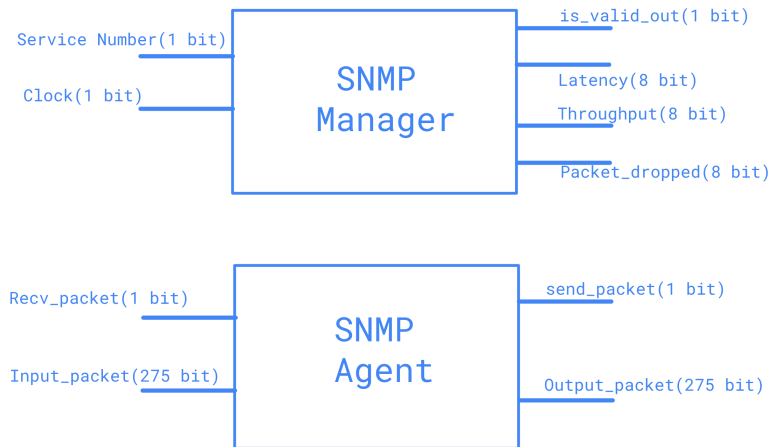 is_valid_out(1 bit)
Service Number(1 bit)
SNMP
Manager
Latency(8 bit)
Clock(1 bit)
Throughput(8 bit)
Packet_dropped(8 bit)
Recv_packet(1 bit)
send_packet(1 bit)
SNMP
Agent
Input_packet(275 bit)
Output_packet(275 bit)